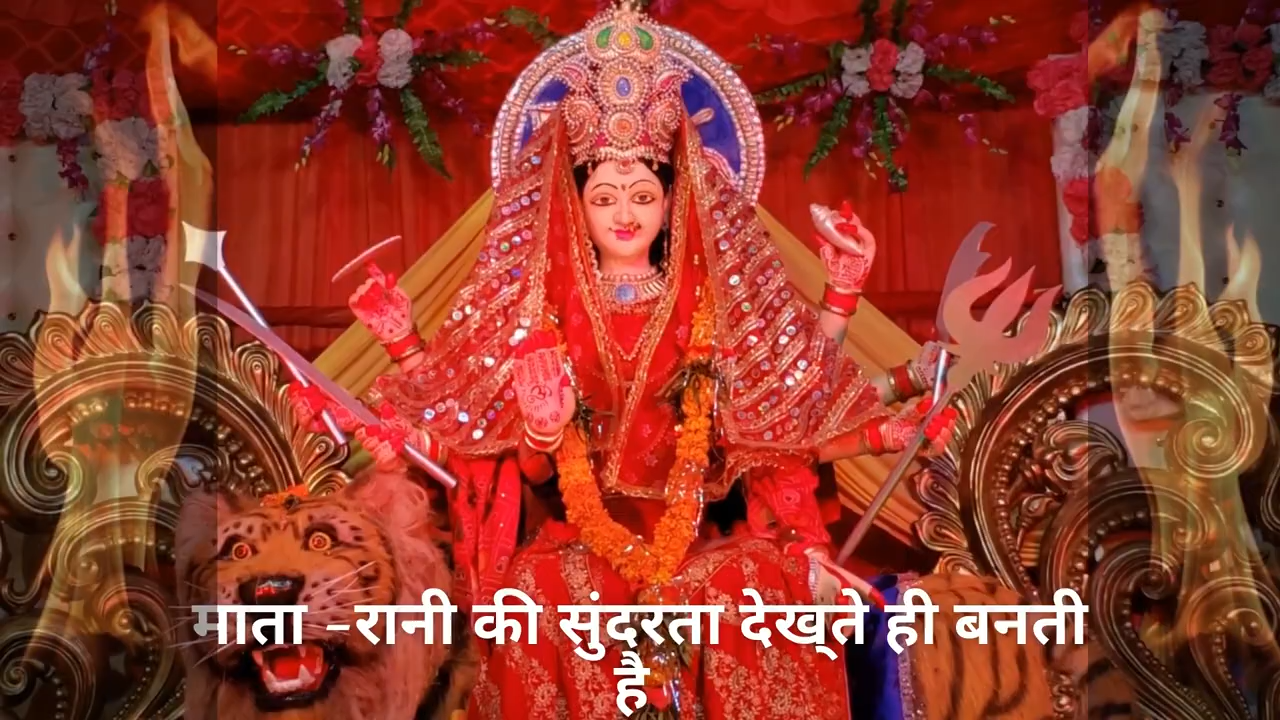 माता -रानी की सुंदरता देख्ते ही बनती
है